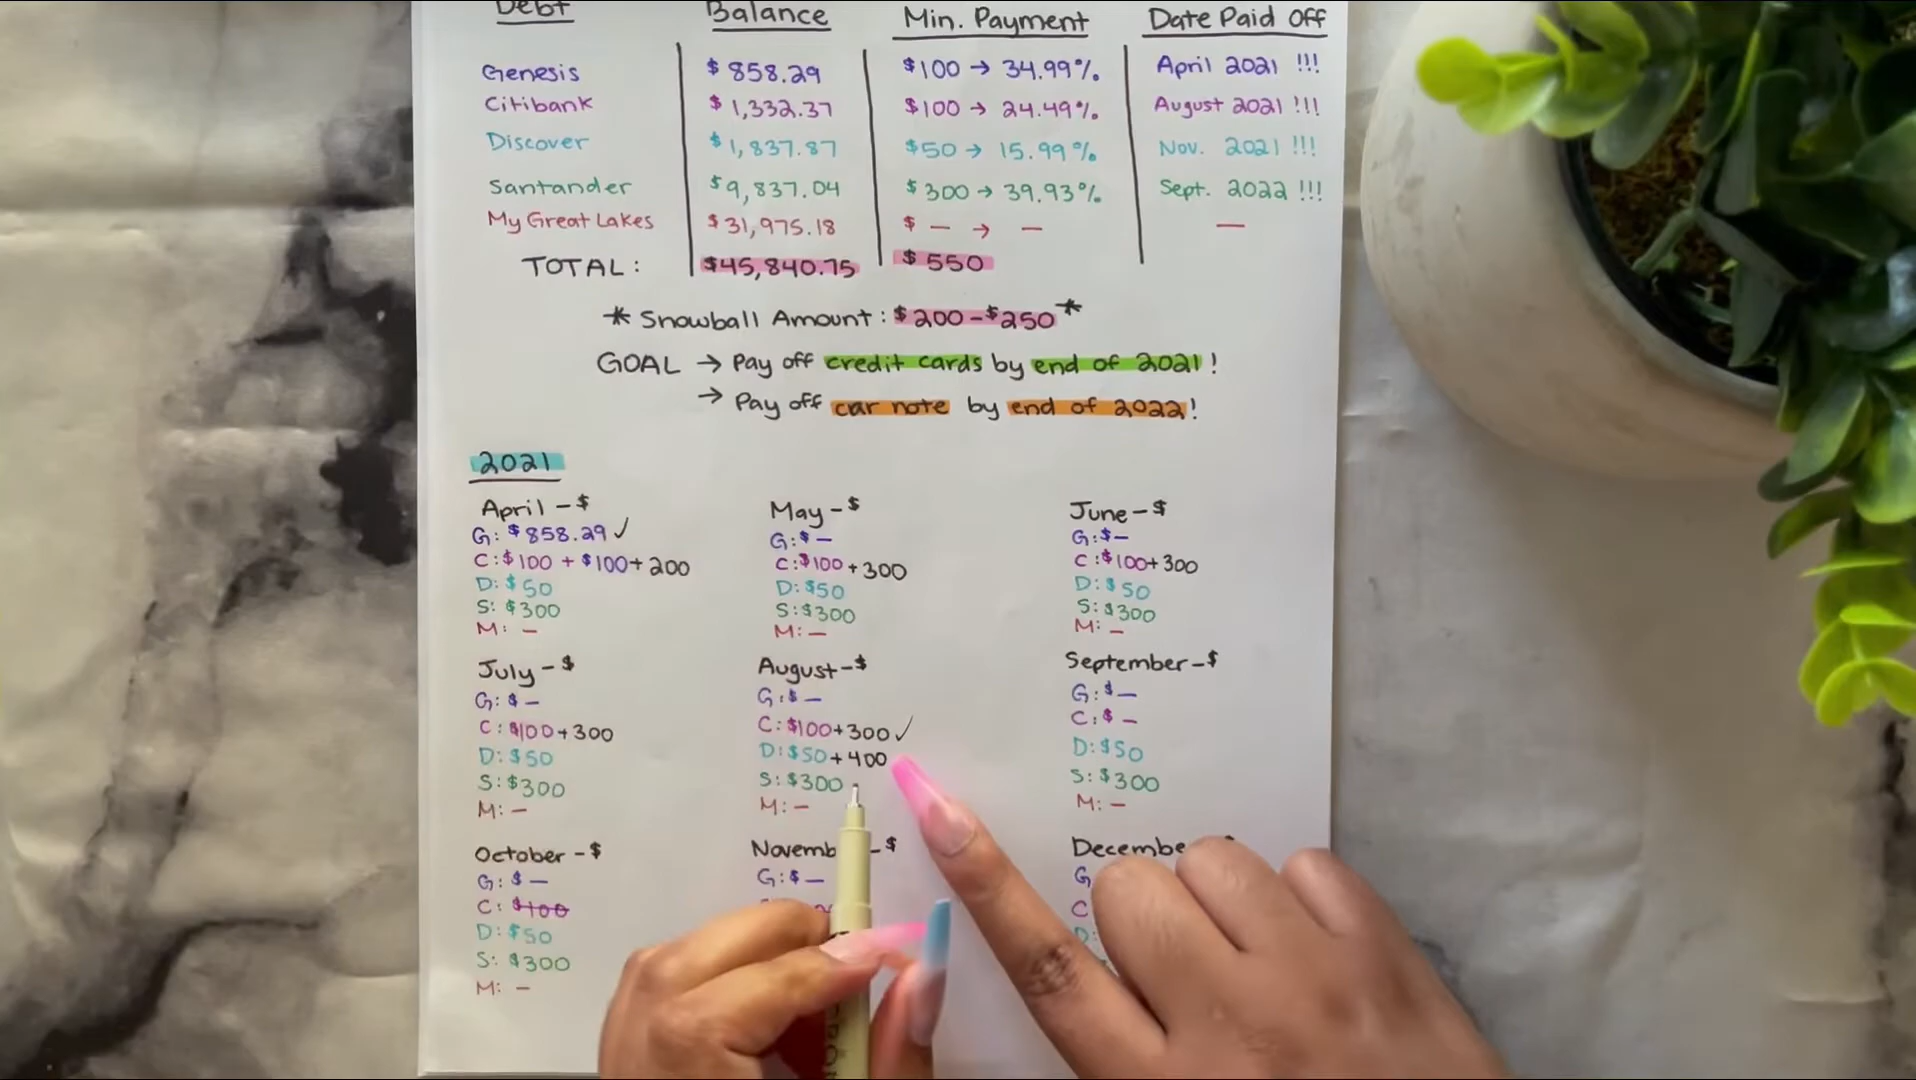 Debt Balance Min. Payment Date Paid Off
Genesis $858.29 $100 → 34.99% April 2021 !!!
Citibank $1,332.37 $100 → 24.49% August 2021 !!!
Discover $1,837.87 $50 → 15.99% Nov. 2021 !!!
Santander $9,837.04 $300 → 39.93% Sept. 2022 !!!
My Great Lakes $31,975.18 $ — → — —
TOTAL: $45,840.75 $550
* Snowball Amount: $200-$250 *
GOAL → Pay off credit cards by end of 2021!
→ Pay off car note by end of 2022!
2021
April - $
G: $858.29 ✓
C: $100 + $100 + 200
D: $50
S: $300
M: -
May - $
G: $ —
C: $100 + 300
D: $50
S: $300
M: —
June - $
G: $—
C: $100+300
D: $50
S: $300
M: —
July - $
G: $ —
C: $100+300
D: $50
S: $300
M: —
August - $
G: $ —
C: $100+300 ✓
D: $50+400
S: $300
M: —
September - $
G: $—
C: $ -
D: $50
S: $300
M: —
October - $
G: $ —
C: $100
D: $50
S: $300
M: -
Novemb - $
G: $ —
Decembe
G
C
D: